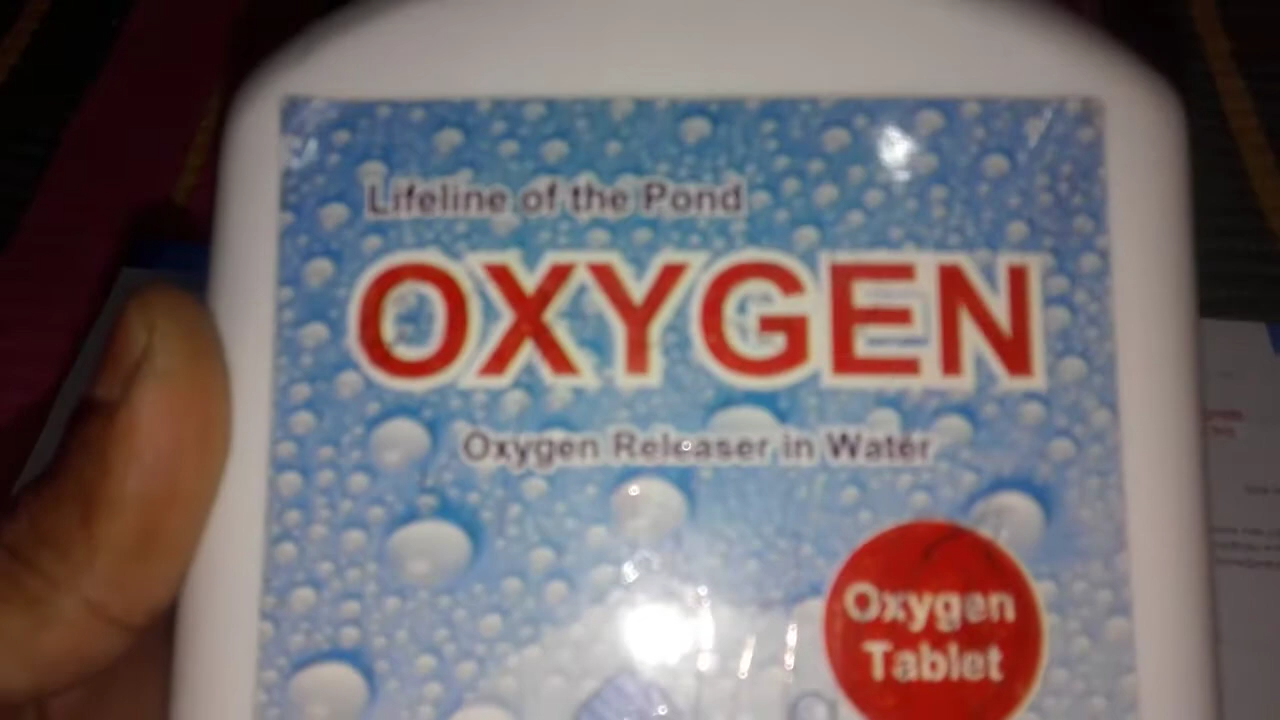 Lifeline of the Pond
OXYGEN
Oxygen Releaser in Water
Oxygen
Tablet